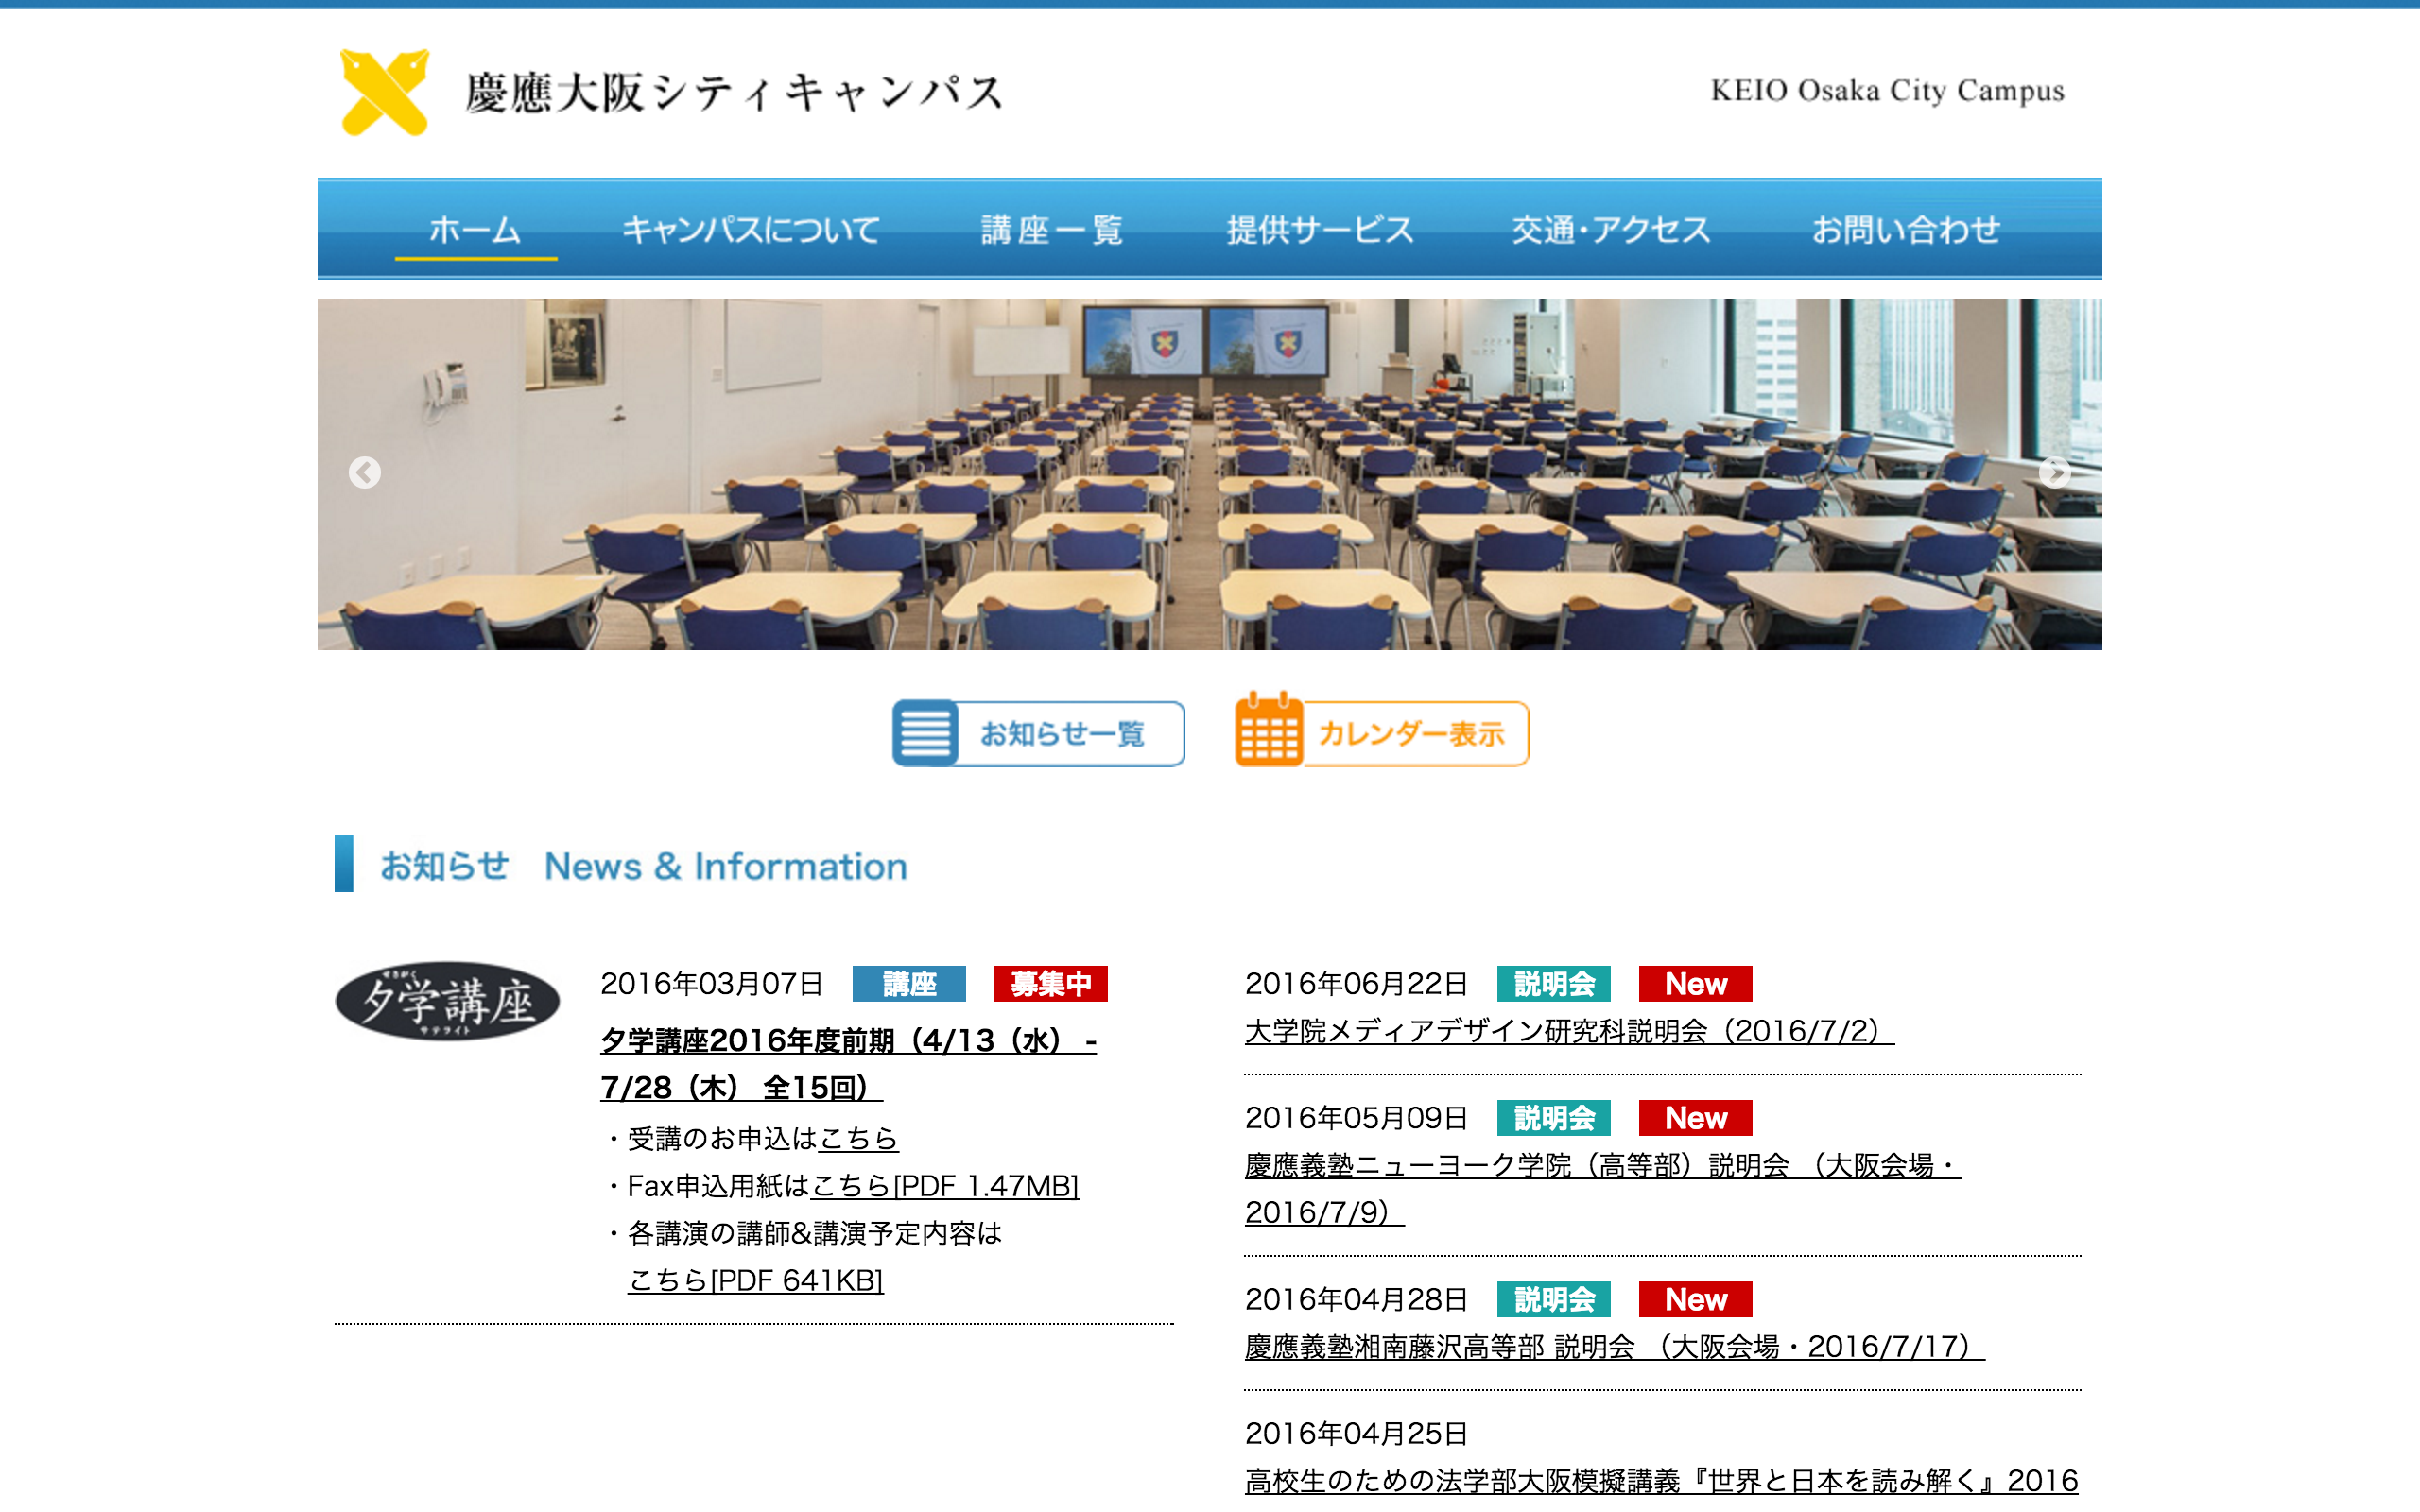 慶應大阪シティキャンパス
KEIO Osaka City Campus
ホーム
キャンパスについて
講座一覧
提供サービス
交通・アクセス
お問い合わせ
お知らせ一覧
カレンダー表示
お知らせ News & Information
せきがく
夕学講座
サテライト
2016年03月07日 講座 募集中
夕学講座2016年度前期（4/13（水） -
7/28（木） 全15回）
・受講のお申込はこちら
・Fax申込用紙はこちら[PDF 1.47MB]
・各講演の講師&講演予定内容は
こちら[PDF 641KB]
2016年06月22日 説明会 New
大学院メディアデザイン研究科説明会（2016/7/2）
2016年05月09日 説明会 New
慶應義塾ニューヨーク学院（高等部）説明会 （大阪会場・
2016/7/9）
2016年04月28日 説明会 New
慶應義塾湘南藤沢高等部 説明会 （大阪会場・2016/7/17）
2016年04月25日
高校生のための法学部大阪模擬講義『世界と日本を読み解く』2016